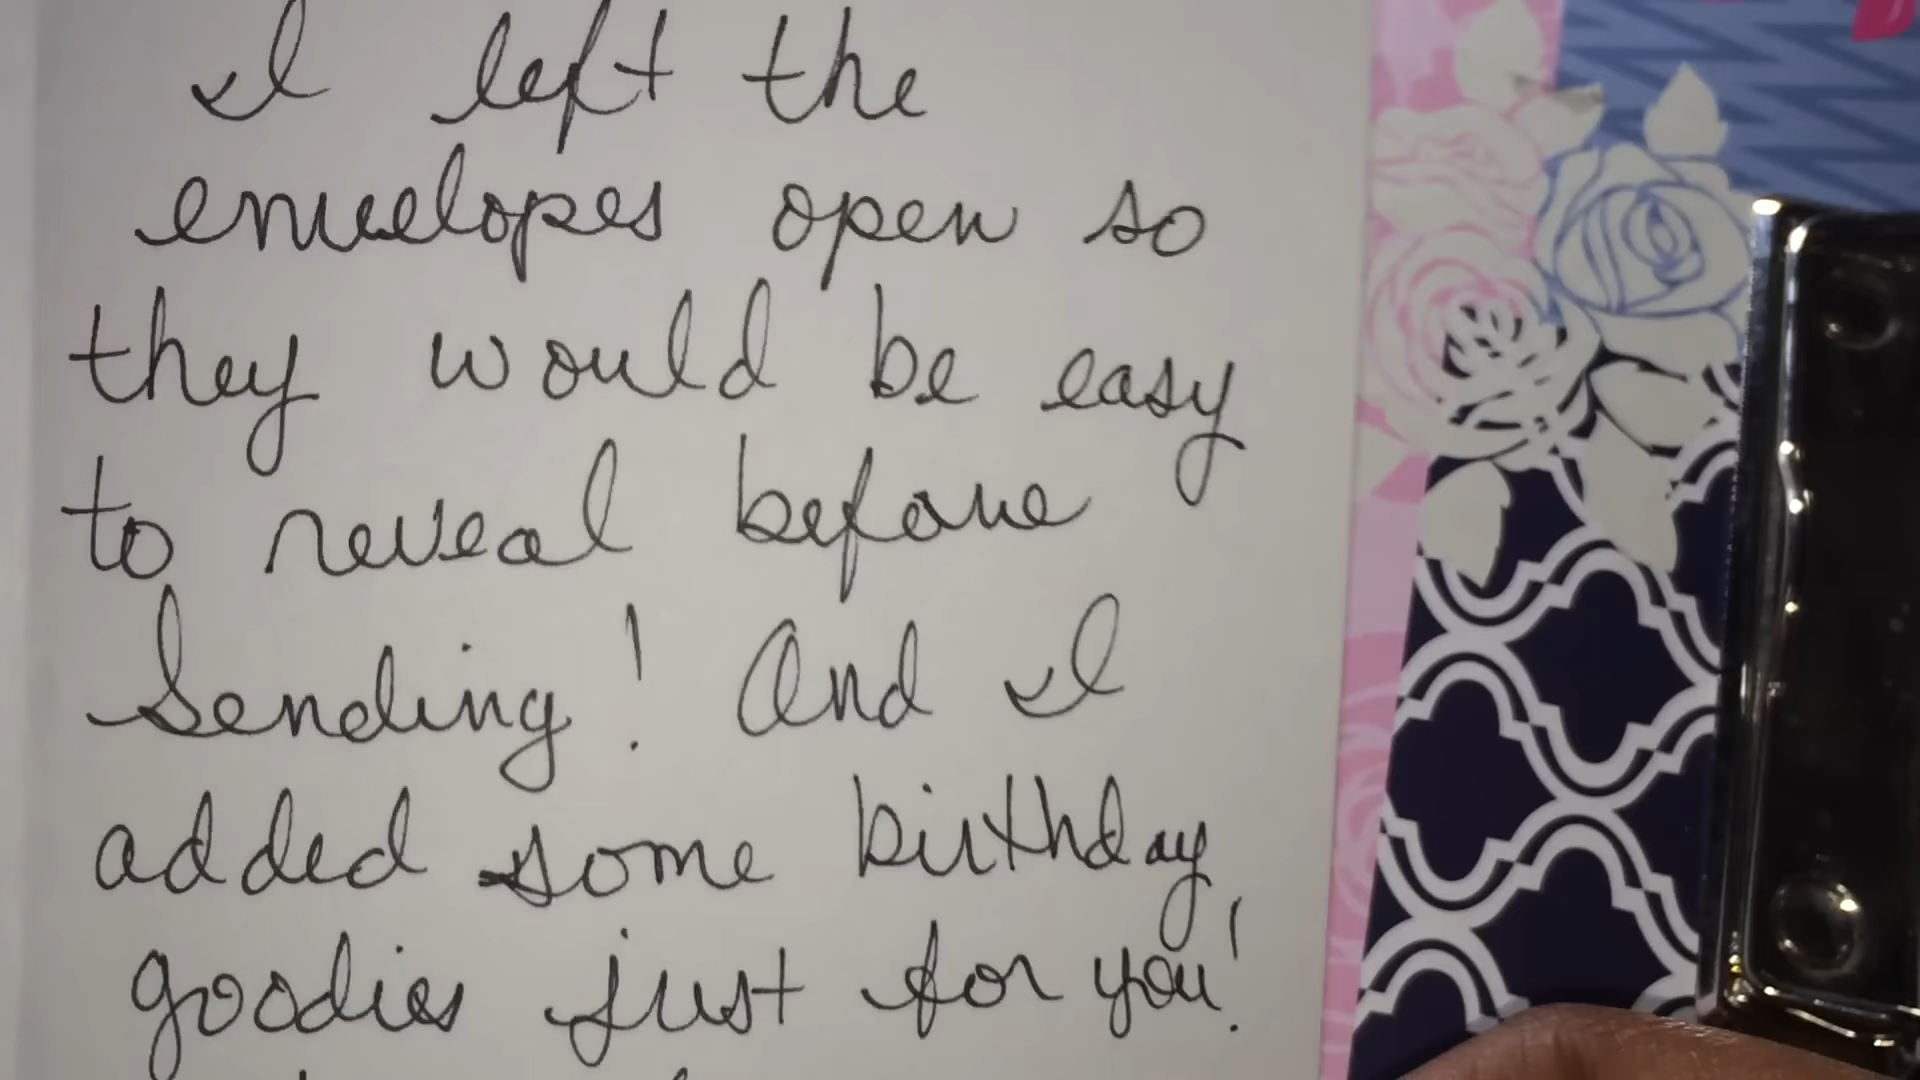 I left the
envelopes open so
they would be easy
to reveal before
sending! And I
added some birthday
goodies just for you!